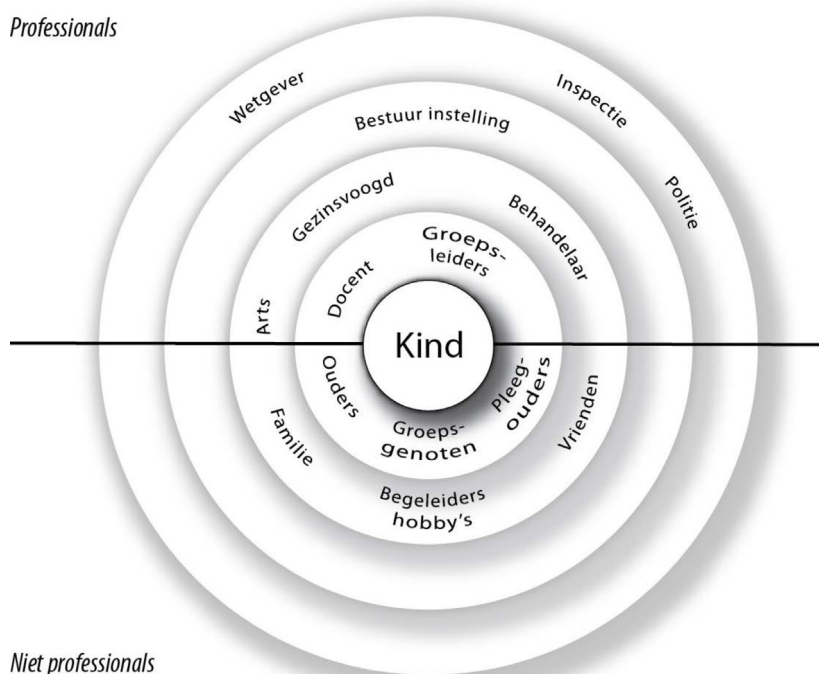 Professionals
Wetgever
Inspectie
Bestuur instelling
Politie
Gezinsvoogd
Behandelaar
Arts
Docent
Groeps-
leiders
Kind
Ouders
Groeps-
genoten
Pleeg-
ouders
Familie
Vrienden
Begeleiders
hobby's
Niet professionals